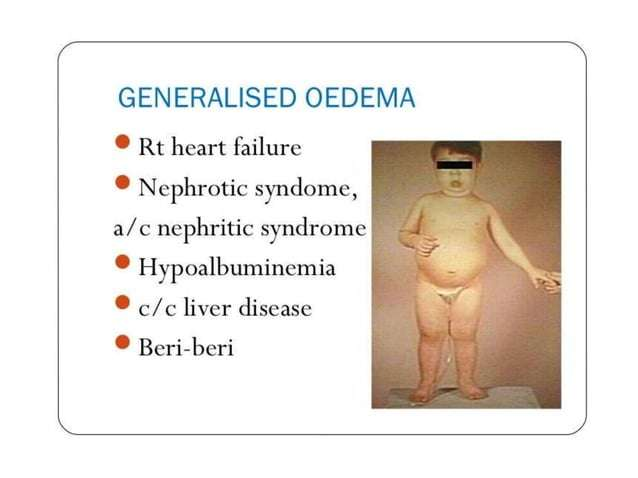 GENERALISED OEDEMA
Rt heart failure
Nephrotic syndome,
a/c nephritic syndrome
Hypoalbuminemia
c/c liver disease
Beri-beri